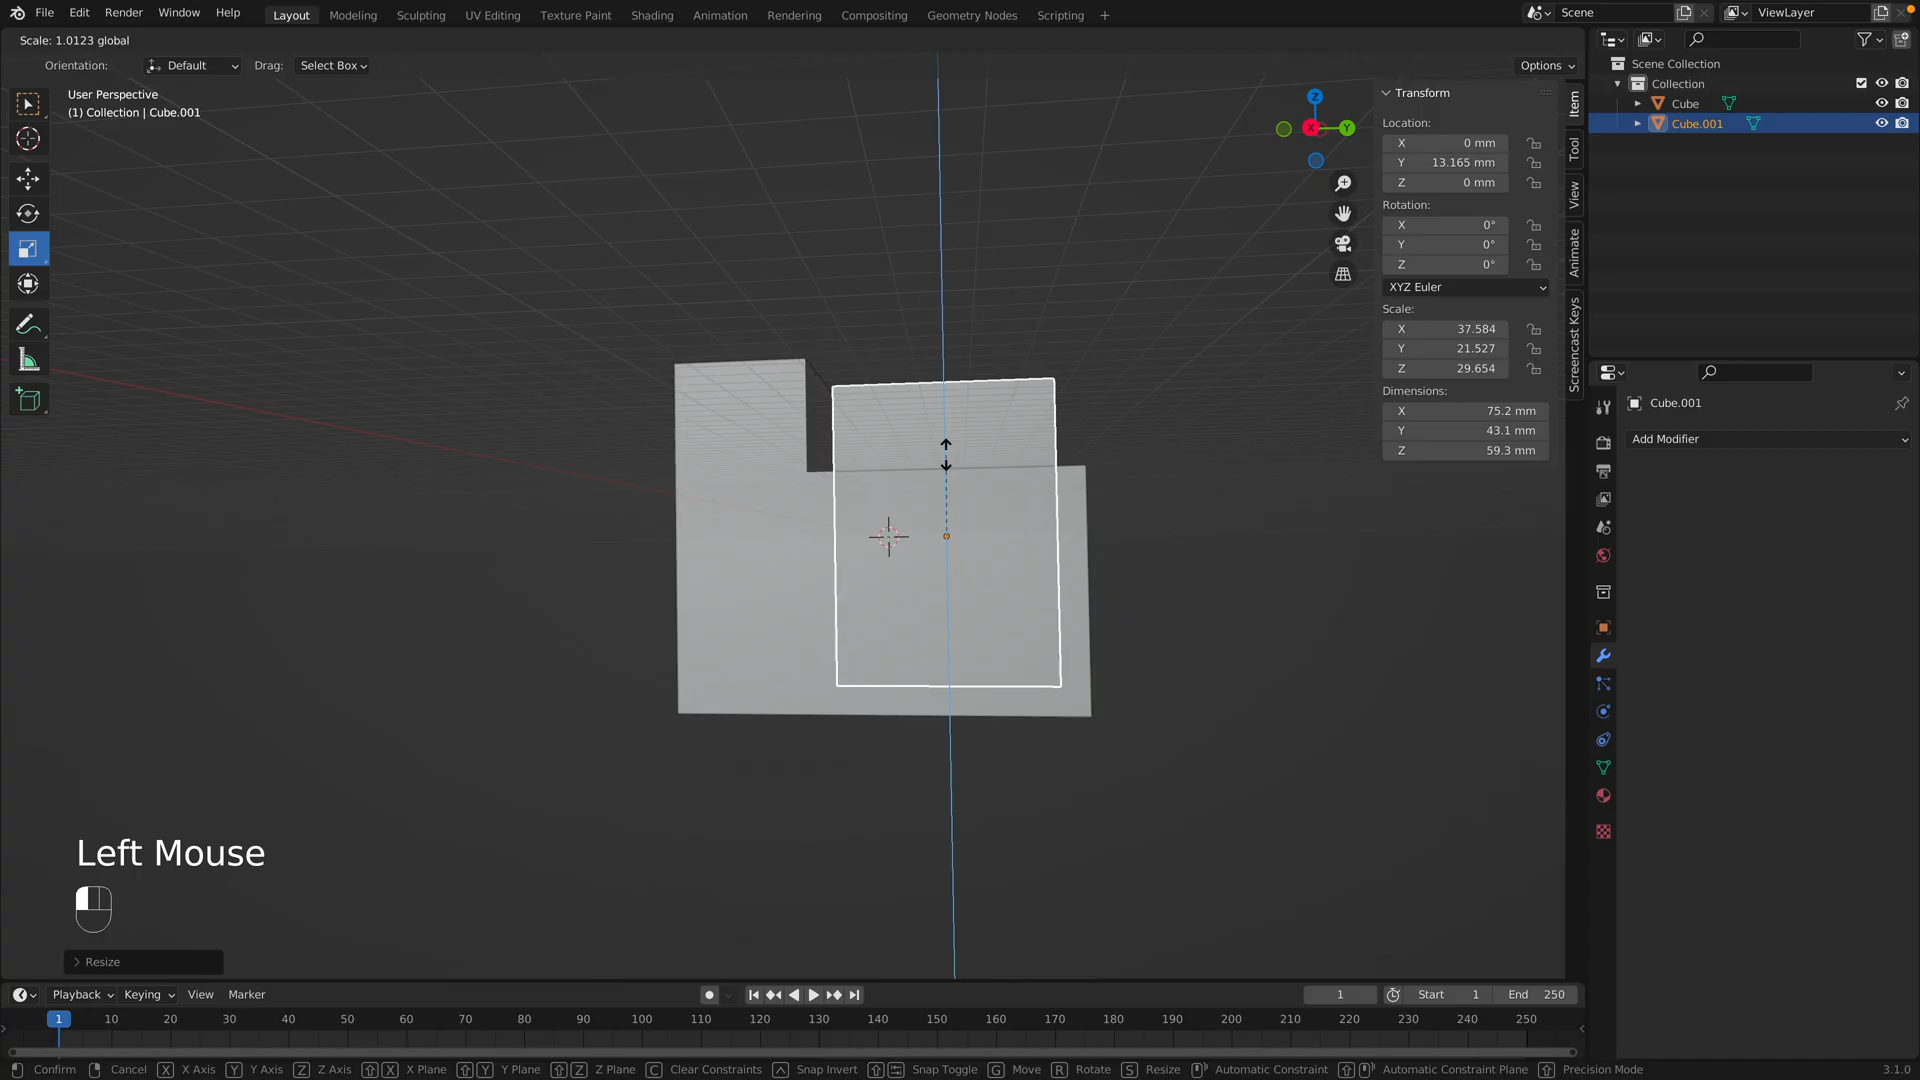 File Edit Render Window Help Layout Modeling Sculpting UV Editing Texture Paint Shading Animation Rendering Compositing Geometry Nodes Scripting + Scene ViewLayer
Scale: 1.0123 global
Orientation: Default Drag: Select Box Options
User Perspective
(1) Collection | Cube.001
Z
X
Y
Transform
Location:
X 0 mm
Y 13.165 mm
Z 0 mm
Rotation:
X 0°
Y 0°
Z 0°
XYZ Euler
Scale:
X 37.584
Y 21.527
Z 29.654
Dimensions:
X 75.2 mm
Y 43.1 mm
Z 59.3 mm
Item
Tool
View
Animate
Screencast Keys
Scene Collection
Collection
Cube
Cube.001
Cube.001
Add Modifier
Left Mouse
Resize
Playback Keying View Marker 1 Start 1 End 250
1 10 20 30 40 50 60 70 80 90 100 110 120 130 140 150 160 170 180 190 200 210 220 230 240 250
Confirm Cancel X X Axis Y Y Axis Z Z Axis X X Plane Y Y Plane Z Z Plane C Clear Constraints Snap Invert Snap Toggle G Move R Rotate S Resize Automatic Constraint Automatic Constraint Plane Precision Mode 3.1.0